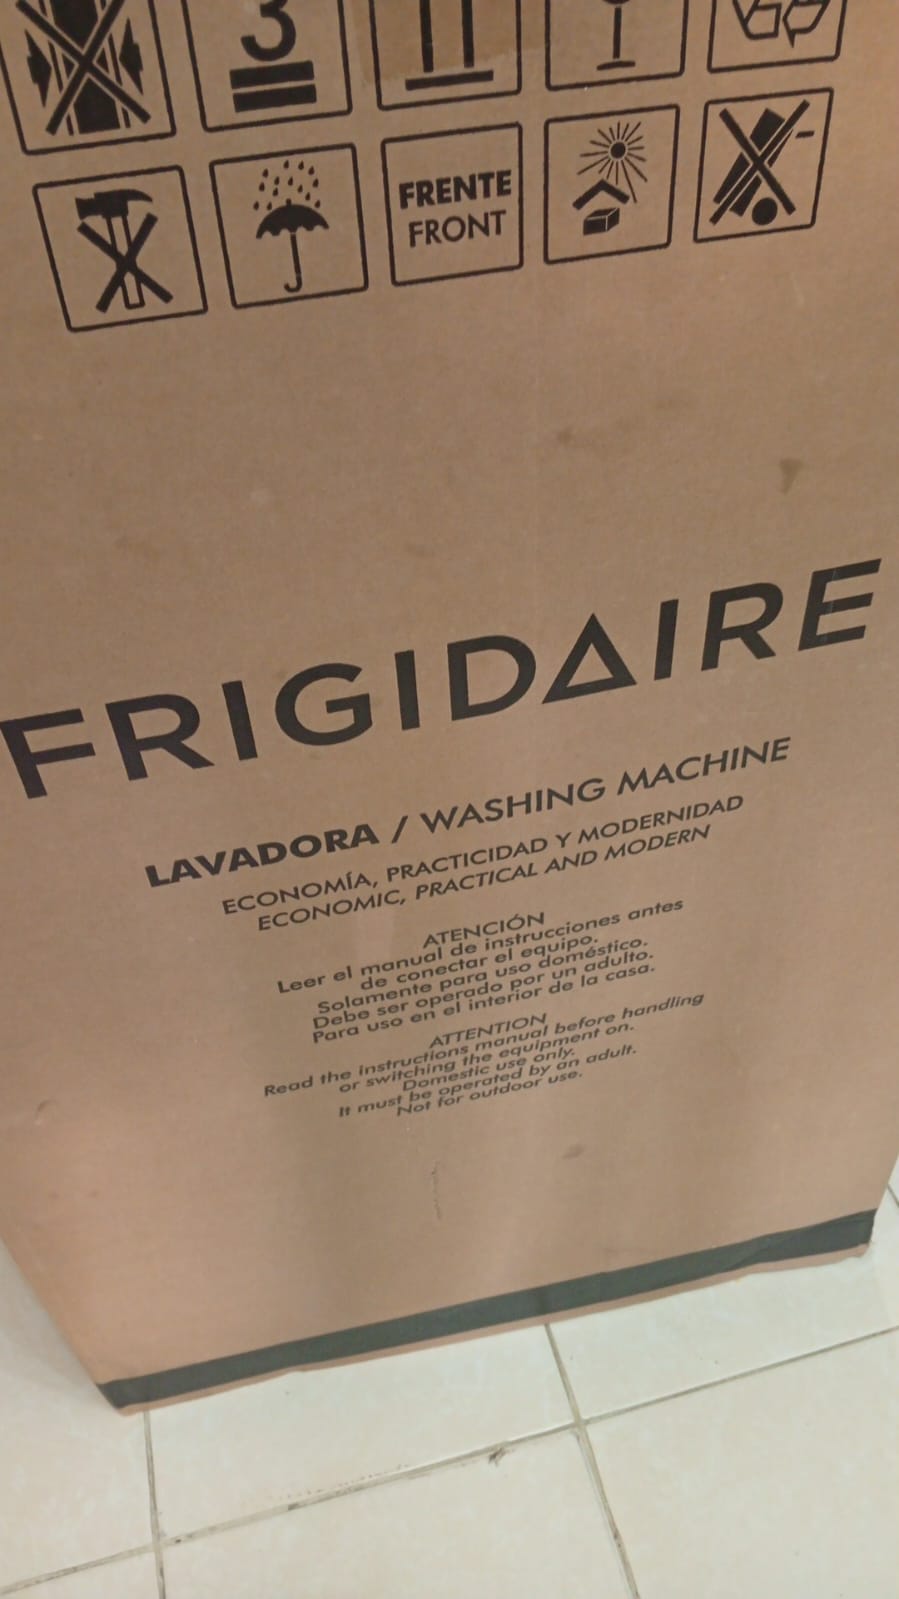 3
FRENTE
FRONT
FRIGIDAIRE
LAVADORA / WASHING MACHINE
ECONOMÍA, PRACTICIDAD Y MODERNIDAD
ECONOMIC, PRACTICAL AND MODERN
ATENCIÓN
Leer el manual de instrucciones antes
de conectar el equipo.
Solamente para uso doméstico.
Debe ser operado por un adulto.
Para uso en el interior de la casa.
ATTENTION
Read the instructions manual before handling
or switching the equipment on.
Domestic use only.
It must be operated by an adult.
Not for outdoor use.